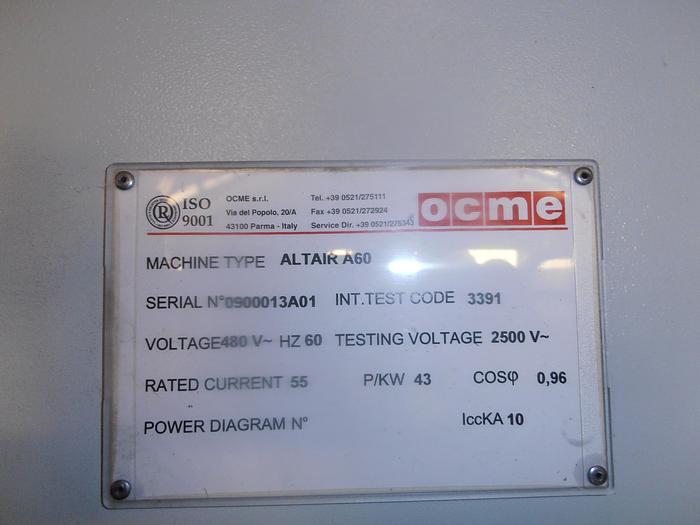 R ISO 9001
OCME s.r.l. Tel. +39 0521/275111
Via del Popolo, 20/A Fax +39 0521/272924
43100 Parma - Italy Service Dir. +39 0521/275343
ocme
MACHINE TYPE ALTAIR A60
SERIAL N°0900013A01 INT.TEST CODE 3391
VOLTAGE480 V~ HZ 60 TESTING VOLTAGE 2500 V~
RATED CURRENT 55 P/KW 43 COSφ 0,96
POWER DIAGRAM N° IccKA 10